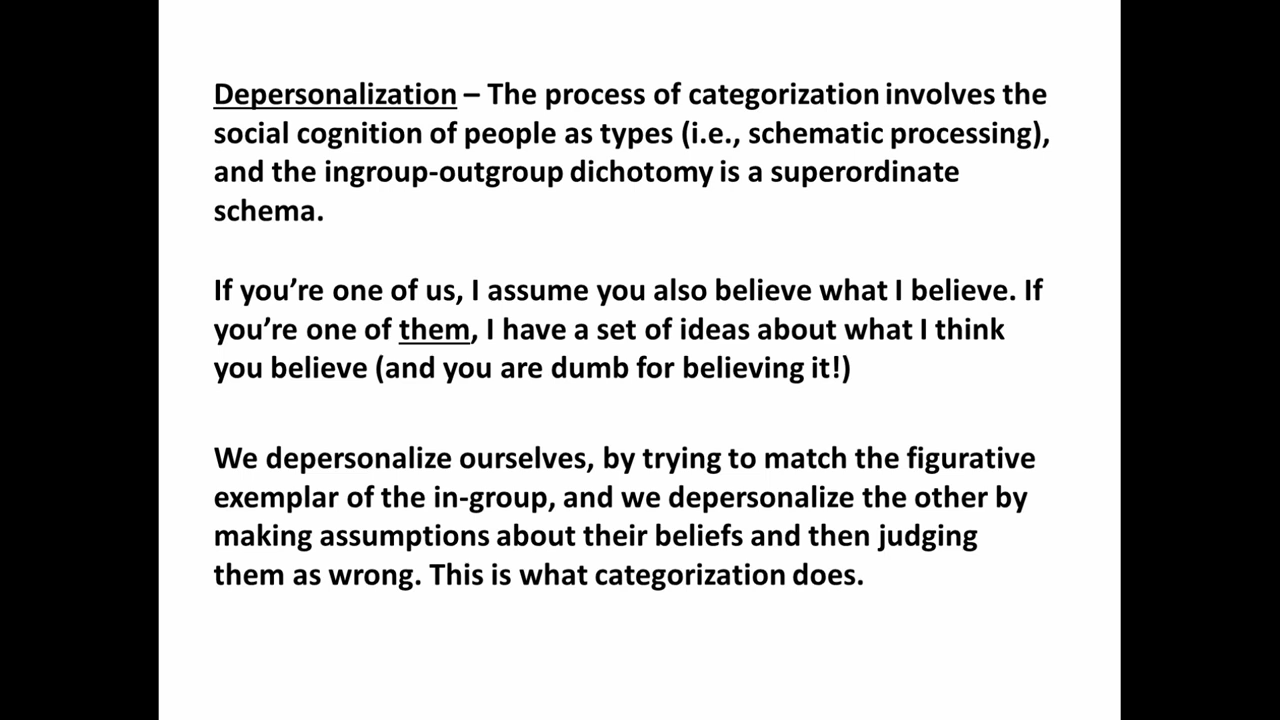 Depersonalization – The process of categorization involves the
social cognition of people as types (i.e., schematic processing),
and the ingroup-outgroup dichotomy is a superordinate
schema.
If you’re one of us, I assume you also believe what I believe. If
you’re one of them, I have a set of ideas about what I think
you believe (and you are dumb for believing it!)
We depersonalize ourselves, by trying to match the figurative
exemplar of the in-group, and we depersonalize the other by
making assumptions about their beliefs and then judging
them as wrong. This is what categorization does.